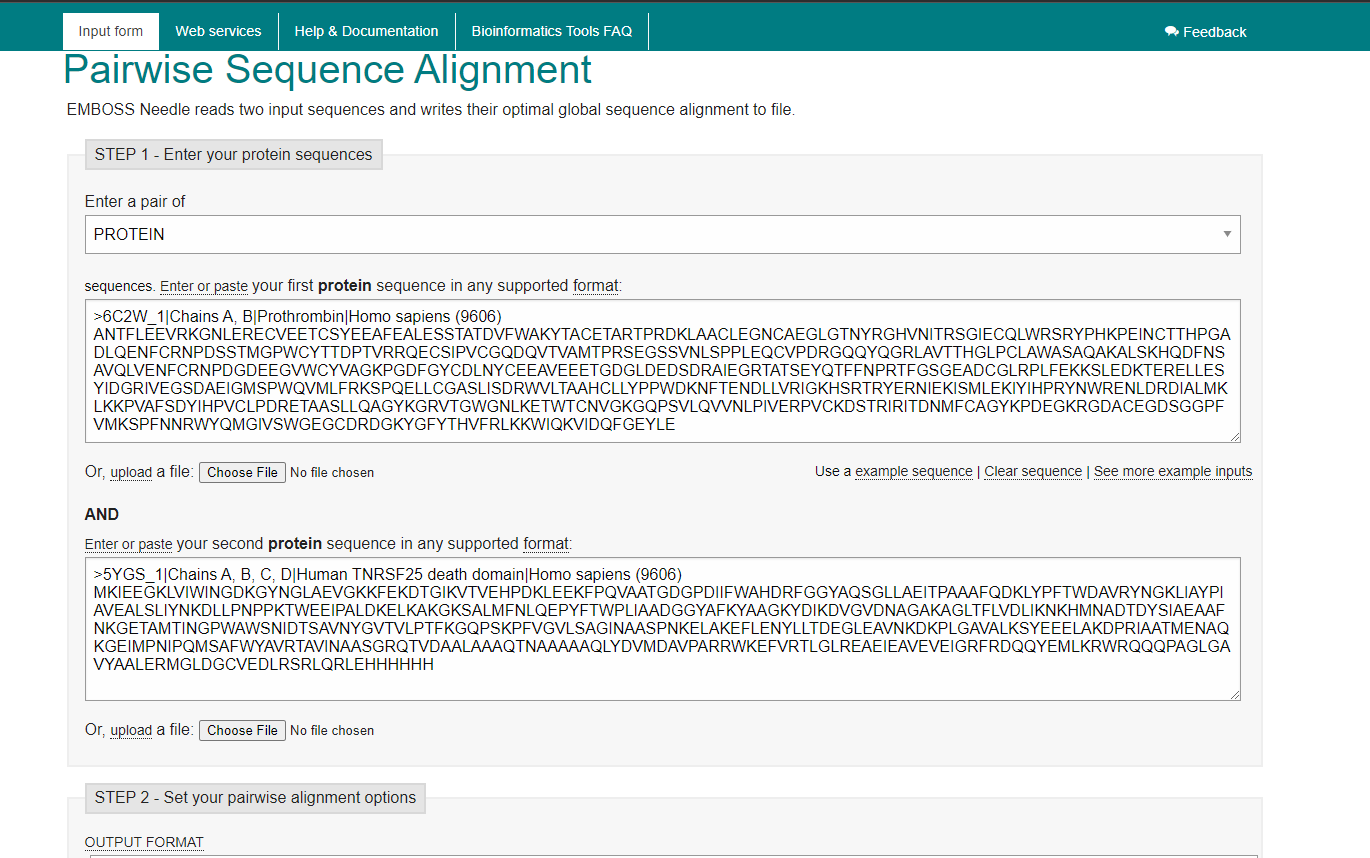 Input form
Web services
Help & Documentation
Bioinformatics Tools FAQ
Feedback
Pairwise Sequence Alignment
EMBOSS Needle reads two input sequences and writes their optimal global sequence alignment to file.
STEP 1 - Enter your protein sequences
Enter a pair of
PROTEIN
sequences. Enter or paste your first protein sequence in any supported format:
>6C2W_1|Chains A, B|Prothrombin|Homo sapiens (9606)
ANTFLEEVRKGNLERECVEETCSYEEAFEALESSTATDVFWAKYTACETARTPRDKLAACLEGNCAEGLGTNYRGHVNITRSGIECQLWRSRYPHKPEINCTTHPGA
DLQENFCRNPDSSTMGPWCYTTDPTVRRQECSIPVCGQDQVTVAMTPRSEGSSVNLSPPLEQCVPDRGQQYQGRLAVTTHGLPCLAWASAQAKALSKHQDFNS
AVQLVENFCRNPDGDEEGVWCYVAGKPGDFGYCDLNYCEEAVEEETGDGLDEDSDRAIEGRTATSEYQTFFNPRTFGSGEADCGLRPLFEKKSLEDKTERELLES
YIDGRIVEGSDAEIGMSPWQVMLFRKSPQELLCGASLISDRWVLTAAHCLLYPPWDKNFTENDLLVRIGKHSRTRYERNIEKISMLEKIYIHPRYNWRENLDRDIALMK
LKKPVAFSDYIHPVCLPDRETAASLLQAGYKGRVTGWGNLKETWTCNVGKGQPSVLQVVNLPIVERPVCKDSTRIRITDNMFCAGYKPDEGKRGDACEGDSGGPF
VMKSPFNNRWYQMGIVSWGEGCDRDGKYGFYTHVFRLKKWIQKVIDQFGEYLE
Or, upload a file: Choose File No file chosen
Use a example sequence | Clear sequence | See more example inputs
AND
Enter or paste your second protein sequence in any supported format:
>5YGS_1|Chains A, B, C, D|Human TNRSF25 death domain|Homo sapiens (9606)
MKIEEGKLVIWINGDKGYNGLAEVGKKFEKDTGIKVTVEHPDKLEEKFPQVAATGDGPDIIFWAHDRFGGYAQSGLLAEITPAAAFQDKLYPFTWDAVRYNGKLIAYPI
AVEALSLIYNKDLLPNPPKTWEEIPALDKELKAKGKSALMFNLQEPYFTWPLIAADGGYAFKYAAGKYDIKDVGVDNAGAKAGLTFLVDLIKNKHMNADTDYSIAEAAF
NKGETAMTINGPWAWSNIDTSAVNYGVTVLPTFKGQPSKPFVGVLSAGINAASPNKELAKEFLENYLLTDEGLEAVNKDKPLGAVALKSYEEELAKDPRIAATMENAQ
KGEIMPNIPQMSAFWYAVRTAVINAASGRQTVDAALAAAQTNAAAAAQLYDVMDAVPARRWKEFVRTLGLREAEIEAVEVEIGRFRDQQYEMLKRWRQQQPAGLGA
VYAALERMGLDGCVEDLRSRLQRLEHHHHHH
Or, upload a file: Choose File No file chosen
STEP 2 - Set your pairwise alignment options
OUTPUT FORMAT